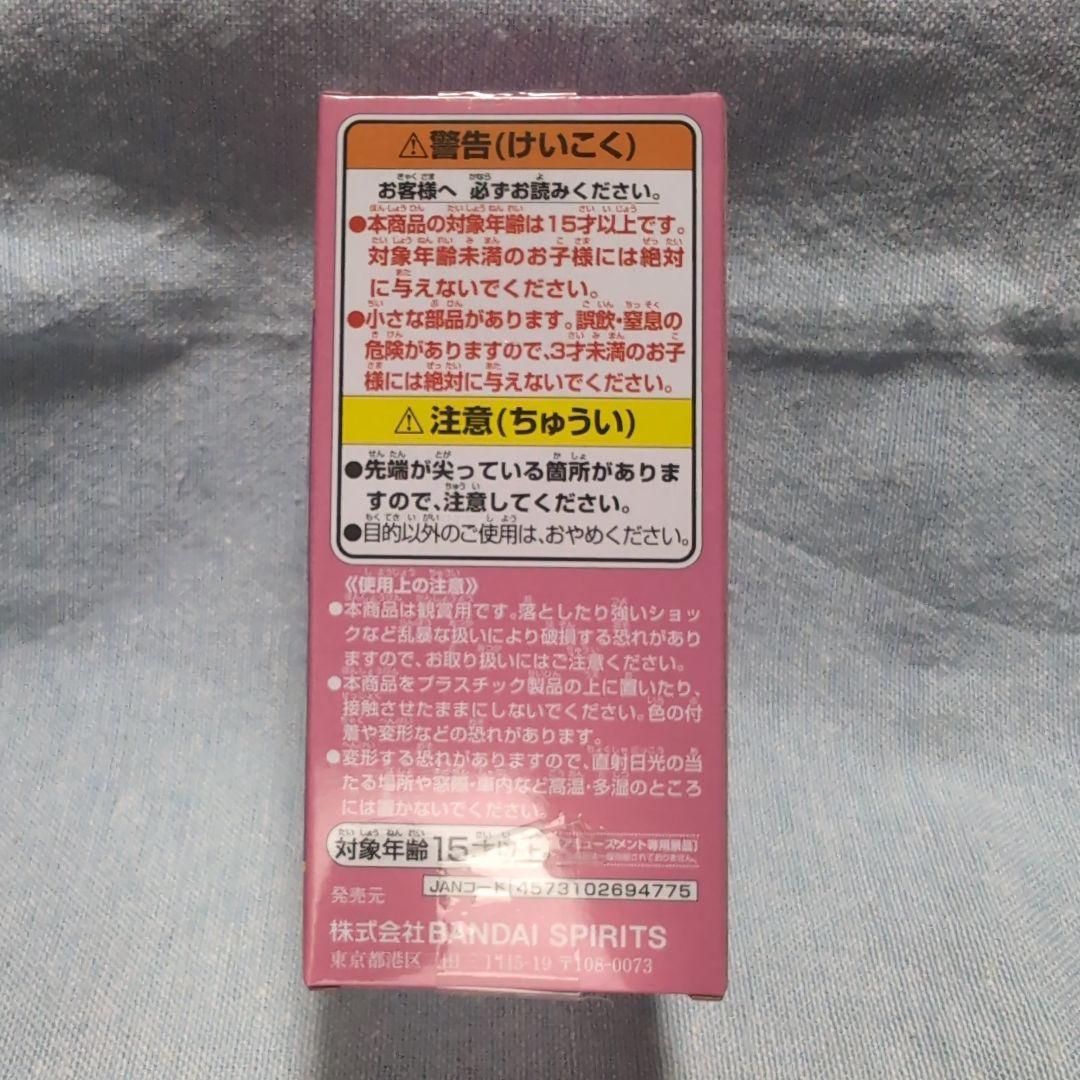 ⚠警告(けいこく)
お客様へ 必ずお読みください。
●本商品の対象年齢は15才以上です。
対象年齢未満のお子様には絶対
に与えないでください。
●小さな部品があります。誤飲・窒息の
危険がありますので、3才未満のお子
様には絶対に与えないでください。
⚠注意(ちゅうい)
●先端が尖っている箇所がありま
すので、注意してください。
●目的以外のご使用は、おやめください。
《使用上の注意》
●本商品は観賞用です。落としたり強いショッ
クなど乱暴な扱いにより破損する恐れがあり
ますので、お取り扱いにはご注意ください。
●本商品をプラスチック製品の上に置いたり、
接触させたままにしないでください。色の付
着や変形などの恐れがあります。
●変形する恐れがありますので、直射日光の当
たる場所や窓際・車内など高温・多湿のところ
には置かないでください。
対象年齢15才以上
アミューズメント専用景品
JANコード 4573102694775
発売元
株式会社BANDAI SPIRITS
東京都港区 5-19 〒108-0073